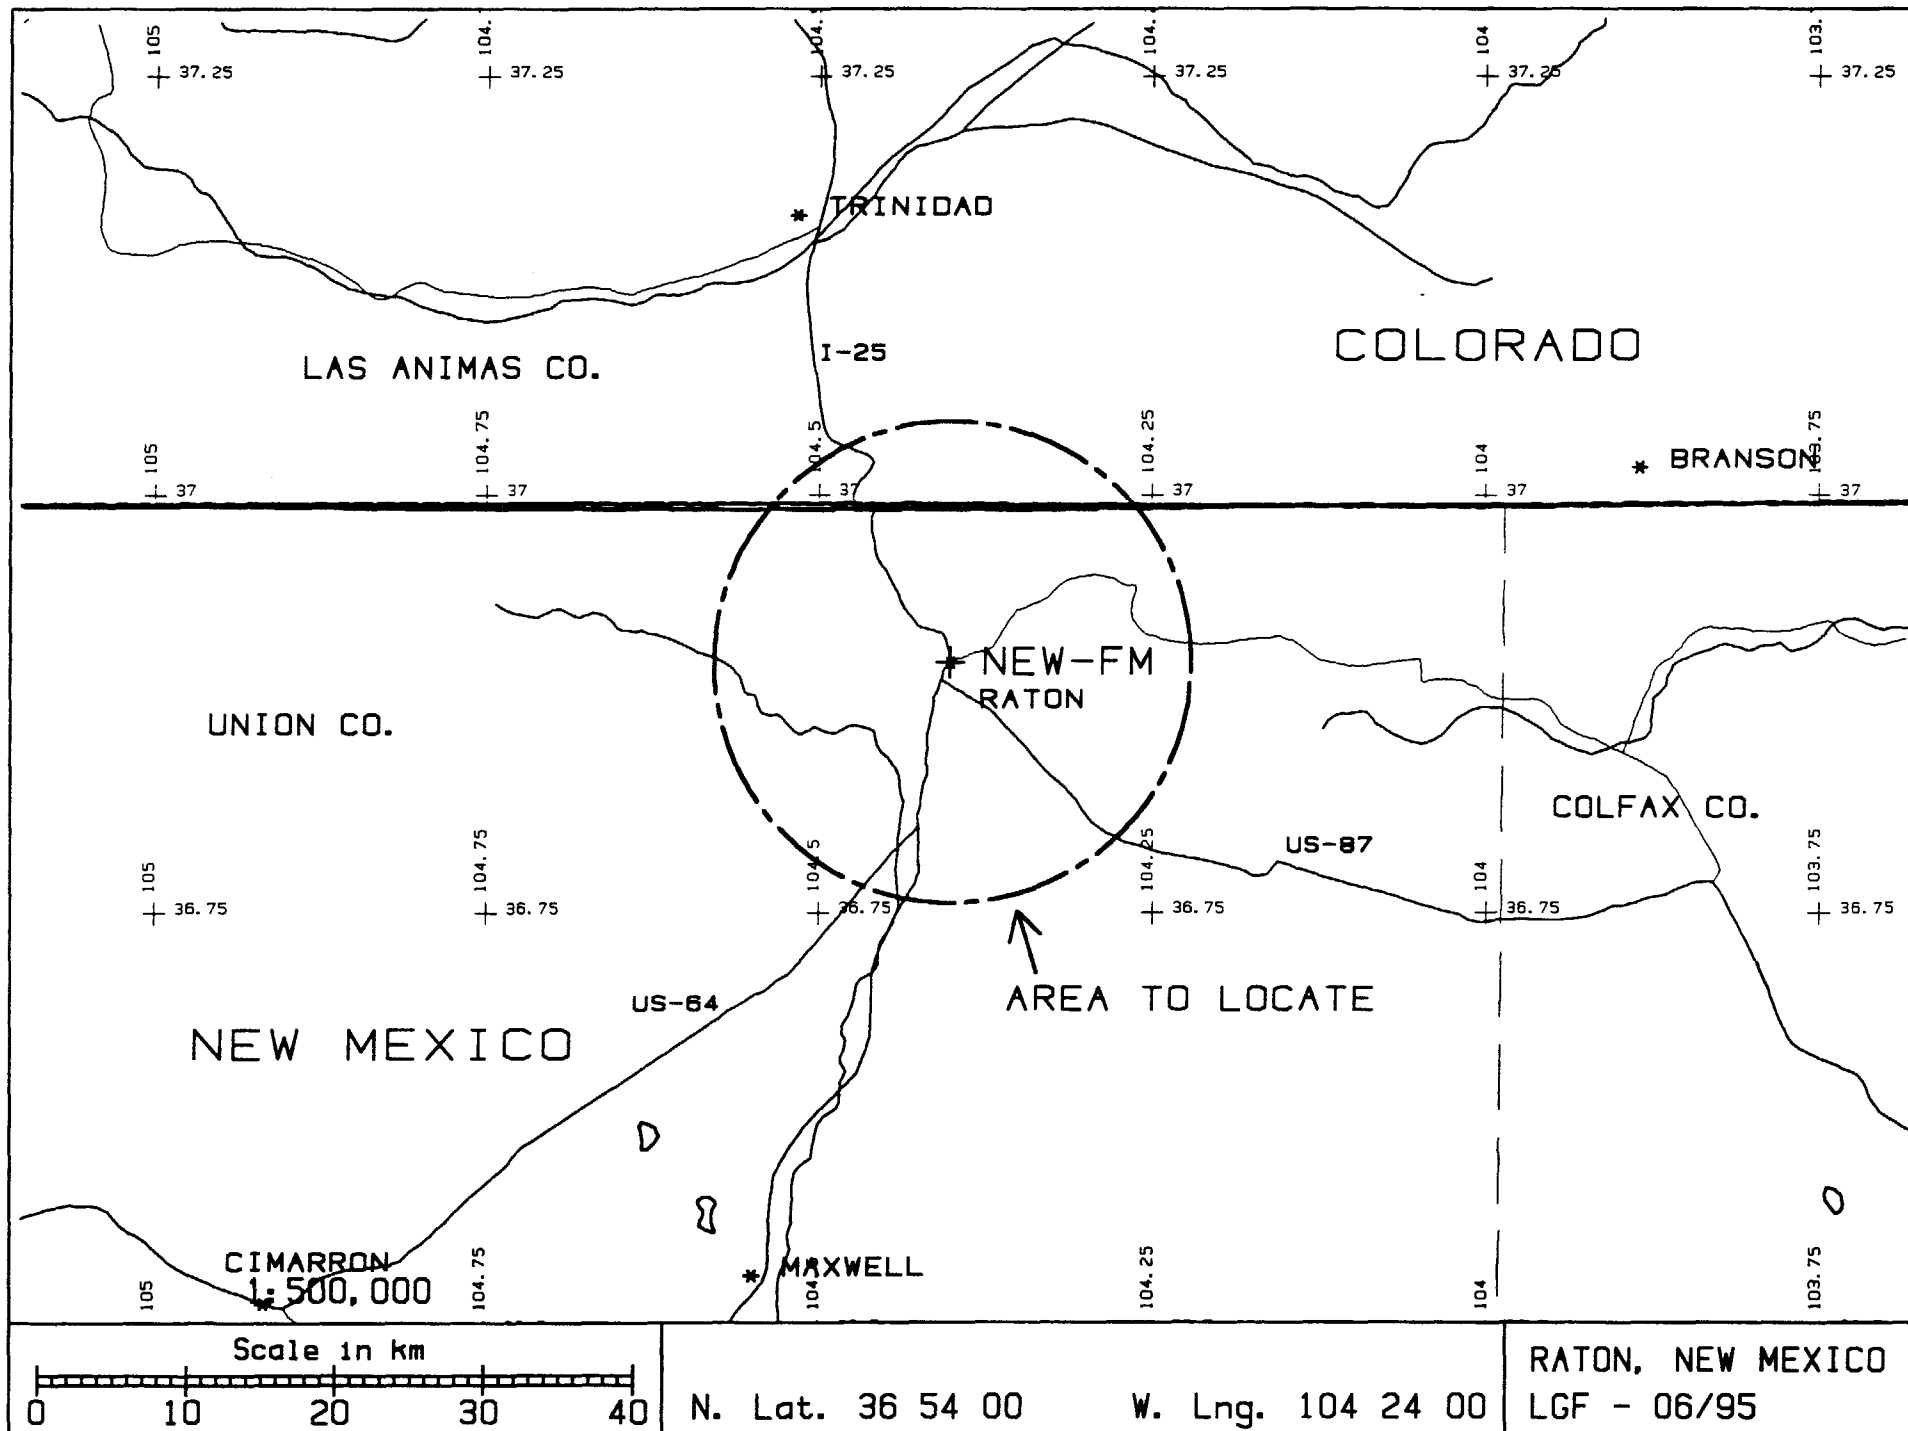 105 104. 104. 104. 104 103.
37.25 37.25 37.25 37.25 37.25 37.25
TRINIDAD
I-25
COLORADO
LAS ANIMAS CO.
105 104.75 104.5 104.25 104 103.75
BRANSON
37 37 37 37 37 37
NEW-FM
RATON
UNION CO.
COLFAX CO.
US-87
105 104.75 104.5 104.25 104 103.75
36.75 36.75 36.75 36.75 36.75 36.75
US-64
AREA TO LOCATE
NEW MEXICO
CIMARRON
MAXWELL
1:500,000
105 104.75 104. 104.25 104 103.75
Scale in km
0 10 20 30 40
N. Lat. 36 54 00 W. Lng. 104 24 00
RATON, NEW MEXICO
LGF - 06/95